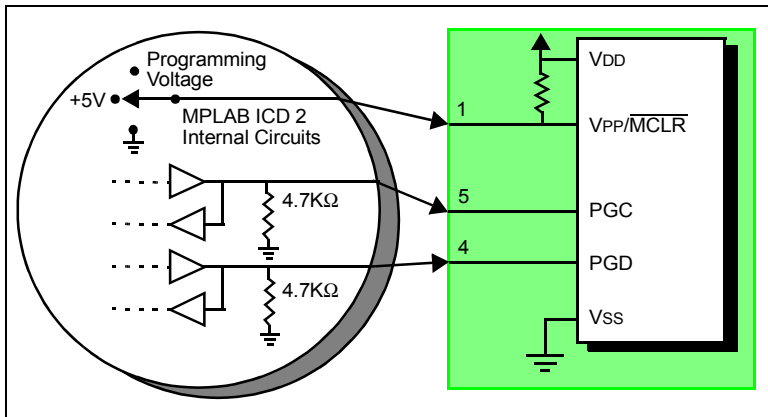 Programming
Voltage
+5V
MPLAB ICD 2
Internal Circuits
4.7KΩ
4.7KΩ
1
5
4
VDD
VPP/MCLR
PGC
PGD
VSS